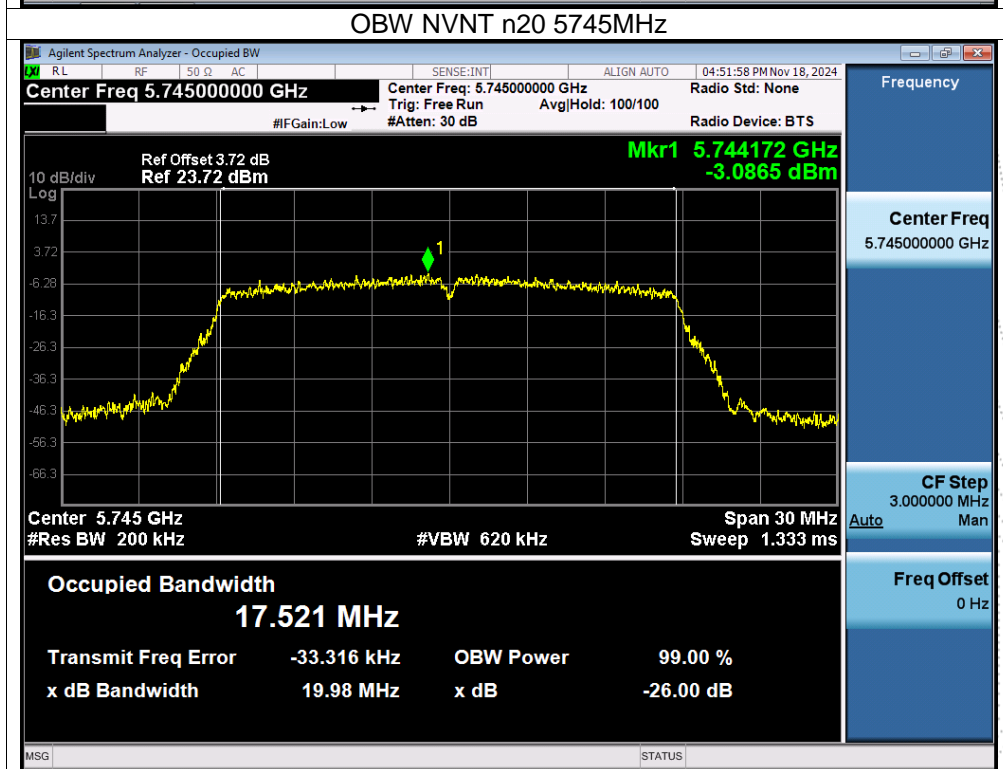 OBW NVNT n20 5745MHz
Agilent Spectrum Analyzer - Occupied BW
LXI RL RF 50 Ω AC SENSE:INT ALIGN AUTO 04:51:58 PM Nov 18, 2024
Center Freq 5.745000000 GHz
Center Freq: 5.745000000 GHz
Radio Std: None
Trig: Free Run Avg|Hold: 100/100
#IFGain:Low #Atten: 30 dB Radio Device: BTS
Mkr1 5.744172 GHz
-3.0865 dBm
Ref Offset 3.72 dB
10 dB/div Ref 23.72 dBm
Log
13.7
3.72
-6.28
-16.3
-26.3
-36.3
-46.3
-56.3
-66.3
1
Center 5.745 GHz Span 30 MHz
#Res BW 200 kHz #VBW 620 kHz Sweep 1.333 ms
Occupied Bandwidth
17.521 MHz
Transmit Freq Error -33.316 kHz OBW Power 99.00 %
x dB Bandwidth 19.98 MHz x dB -26.00 dB
MSG STATUS
Frequency
Center Freq
5.745000000 GHz
CF Step
3.000000 MHz
Auto Man
Freq Offset
0 Hz